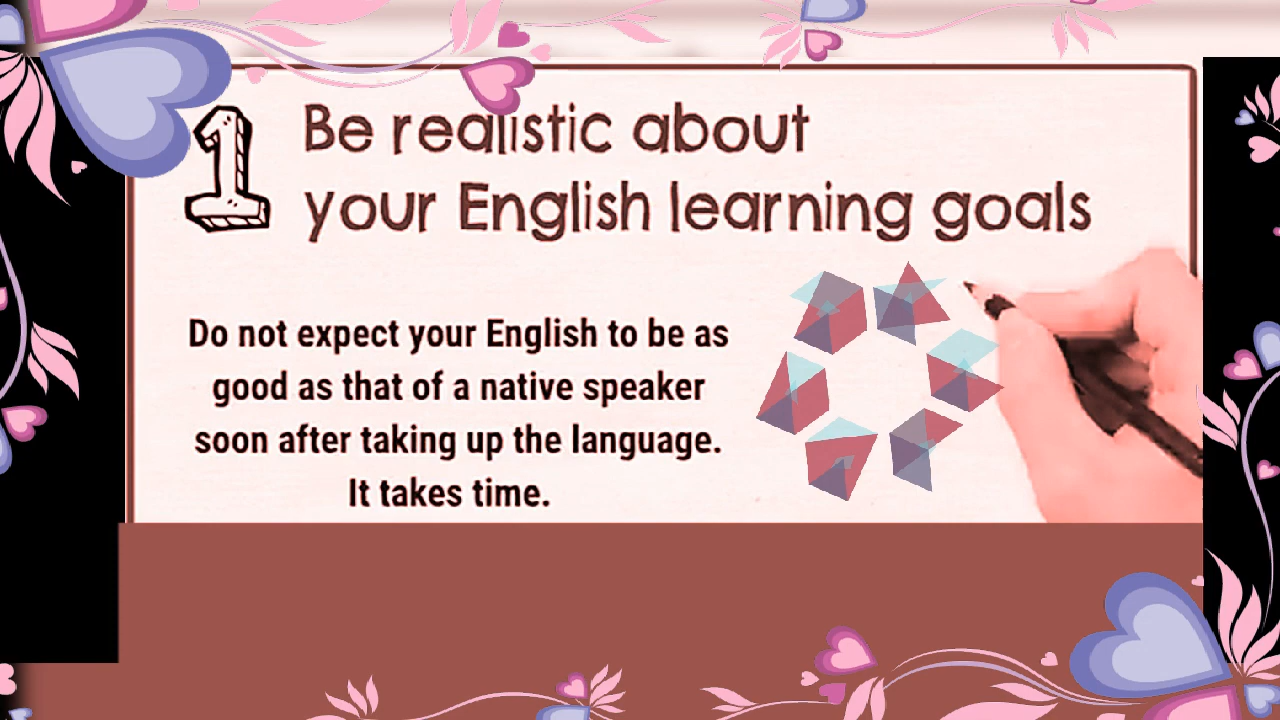 1
Be realistic about
your English learning goals
Do not expect your English to be as
good as that of a native speaker
soon after taking up the language.
It takes time.